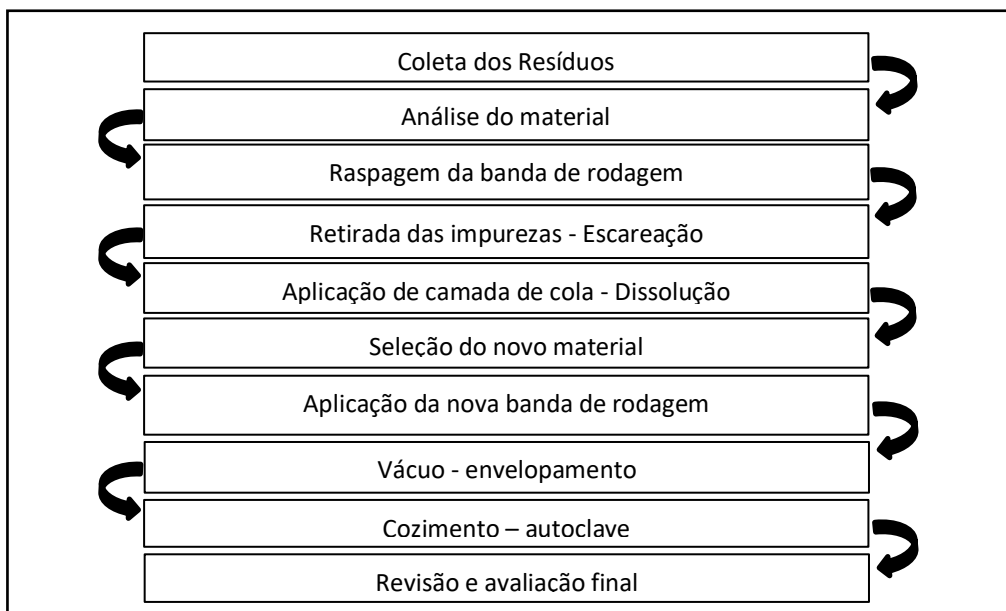 Coleta dos Resíduos
Análise do material
Raspagem da banda de rodagem
Retirada das impurezas - Escareação
Aplicação de camada de cola - Dissolução
Seleção do novo material
Aplicação da nova banda de rodagem
Vácuo - envelopamento
Cozimento – autoclave
Revisão e avaliação final